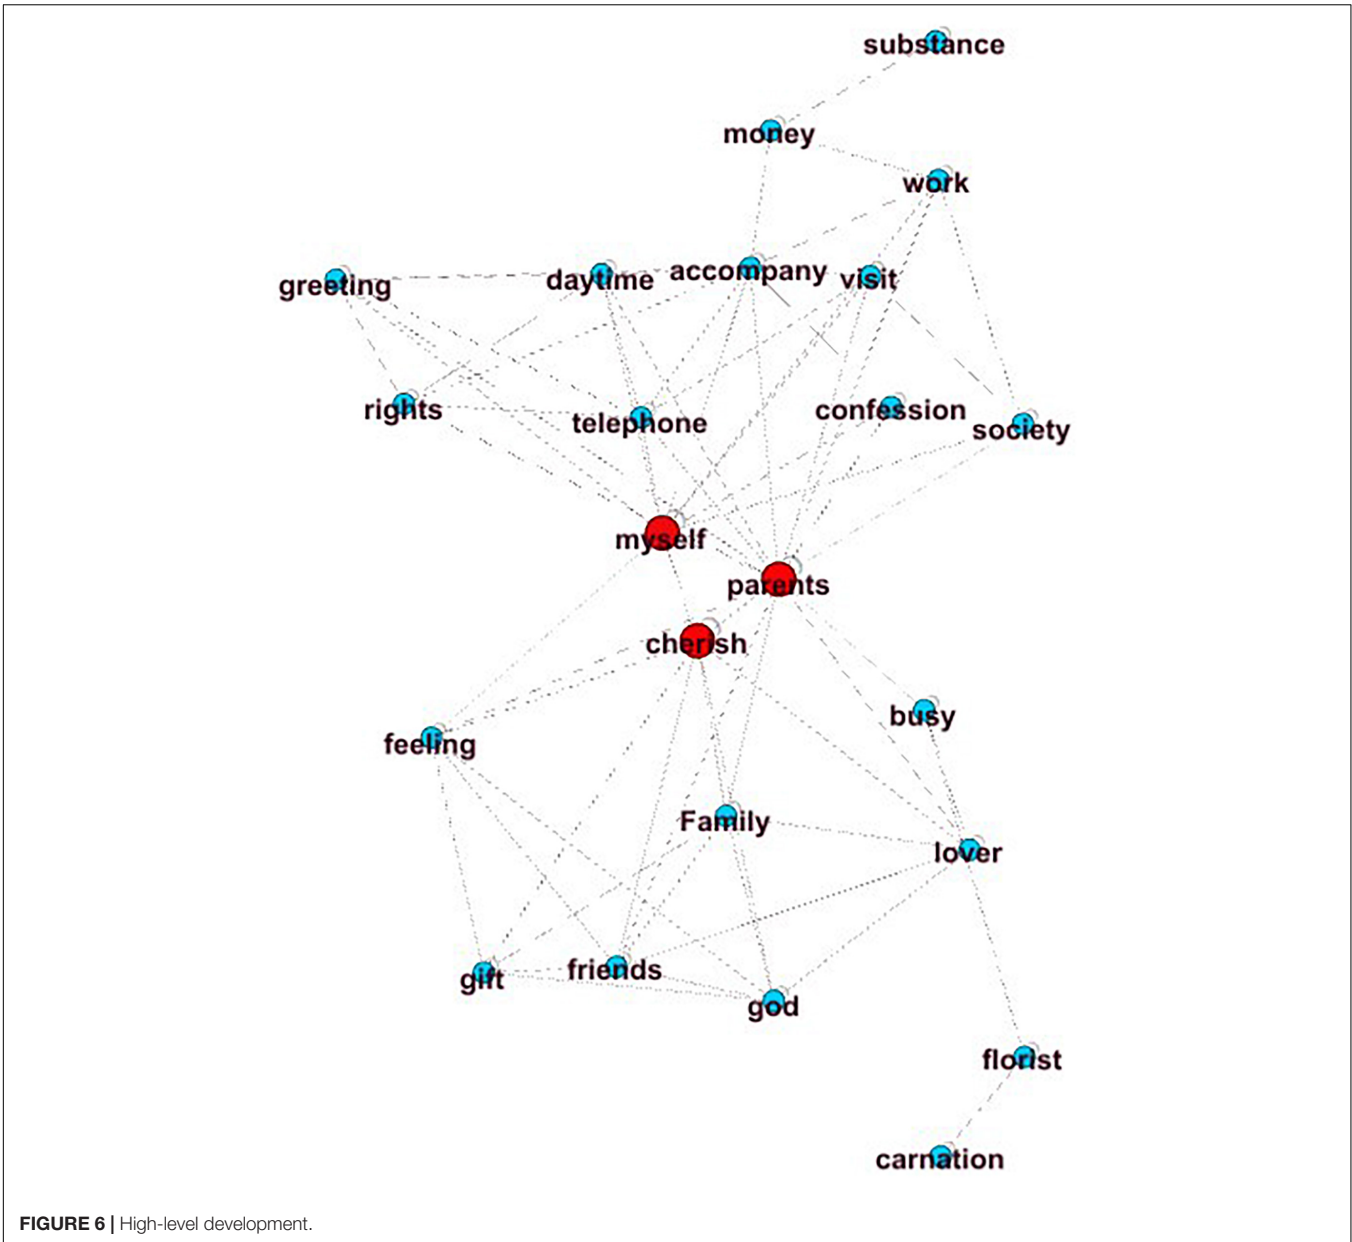 substance
money
work
greeting
daytime
accompany
visit
rights
telephone
confession
society
myself
parents
cherish
feeling
busy
Family
lover
gift
friends
god
florist
carnation
FIGURE 6 | High-level development.